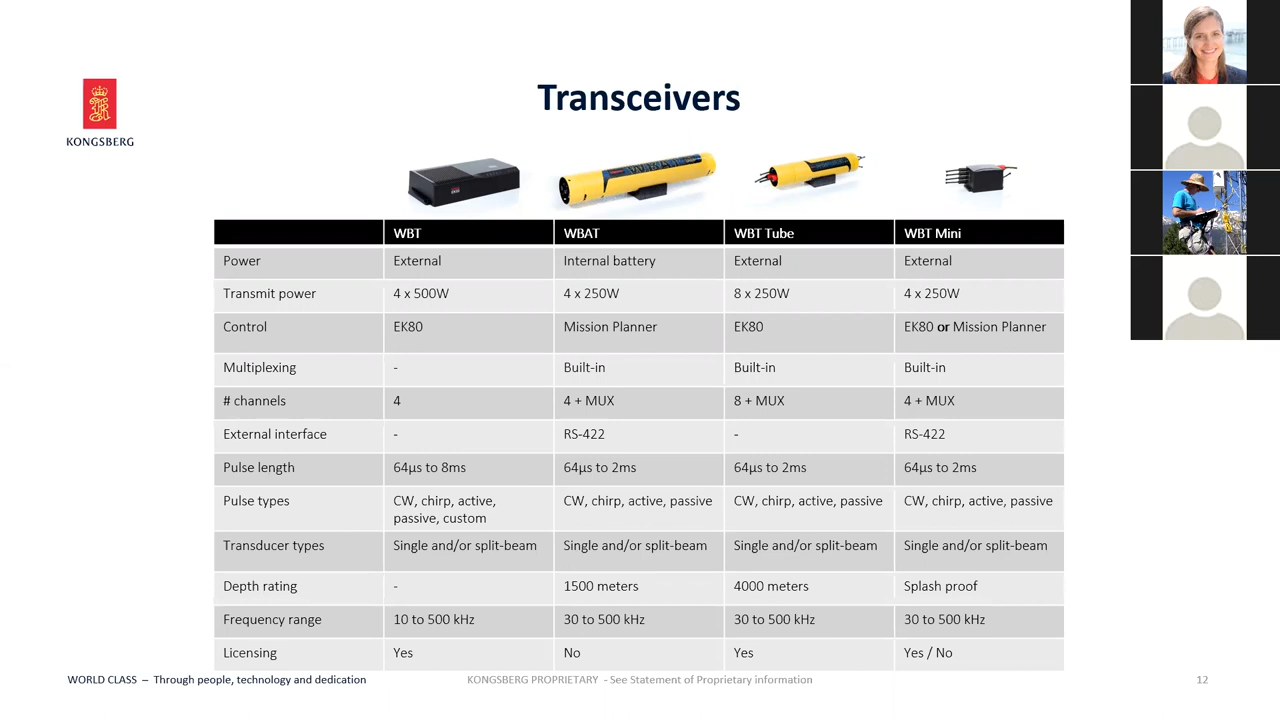 Transceivers
KONGSBERG
WBT WBAT WBT Tube WBT Mini
Power External Internal battery External External
Transmit power 4 x 500W 4 x 250W 8 x 250W 4 x 250W
Control EK80 Mission Planner EK80 EK80 or Mission Planner
Multiplexing - Built-in Built-in Built-in
# channels 4 4 + MUX 8 + MUX 4 + MUX
External interface - RS-422 - RS-422
Pulse length 64µs to 8ms 64µs to 2ms 64µs to 2ms 64µs to 2ms
Pulse types CW, chirp, active, CW, chirp, active, passive CW, chirp, active, passive CW, chirp, active, passive
passive, custom
Transducer types Single and/or split-beam Single and/or split-beam Single and/or split-beam Single and/or split-beam
Depth rating - 1500 meters 4000 meters Splash proof
Frequency range 10 to 500 kHz 30 to 500 kHz 30 to 500 kHz 30 to 500 kHz
Licensing Yes No Yes Yes / No
WORLD CLASS – Through people, technology and dedication KONGSBERG PROPRIETARY - See Statement of Proprietary information 12